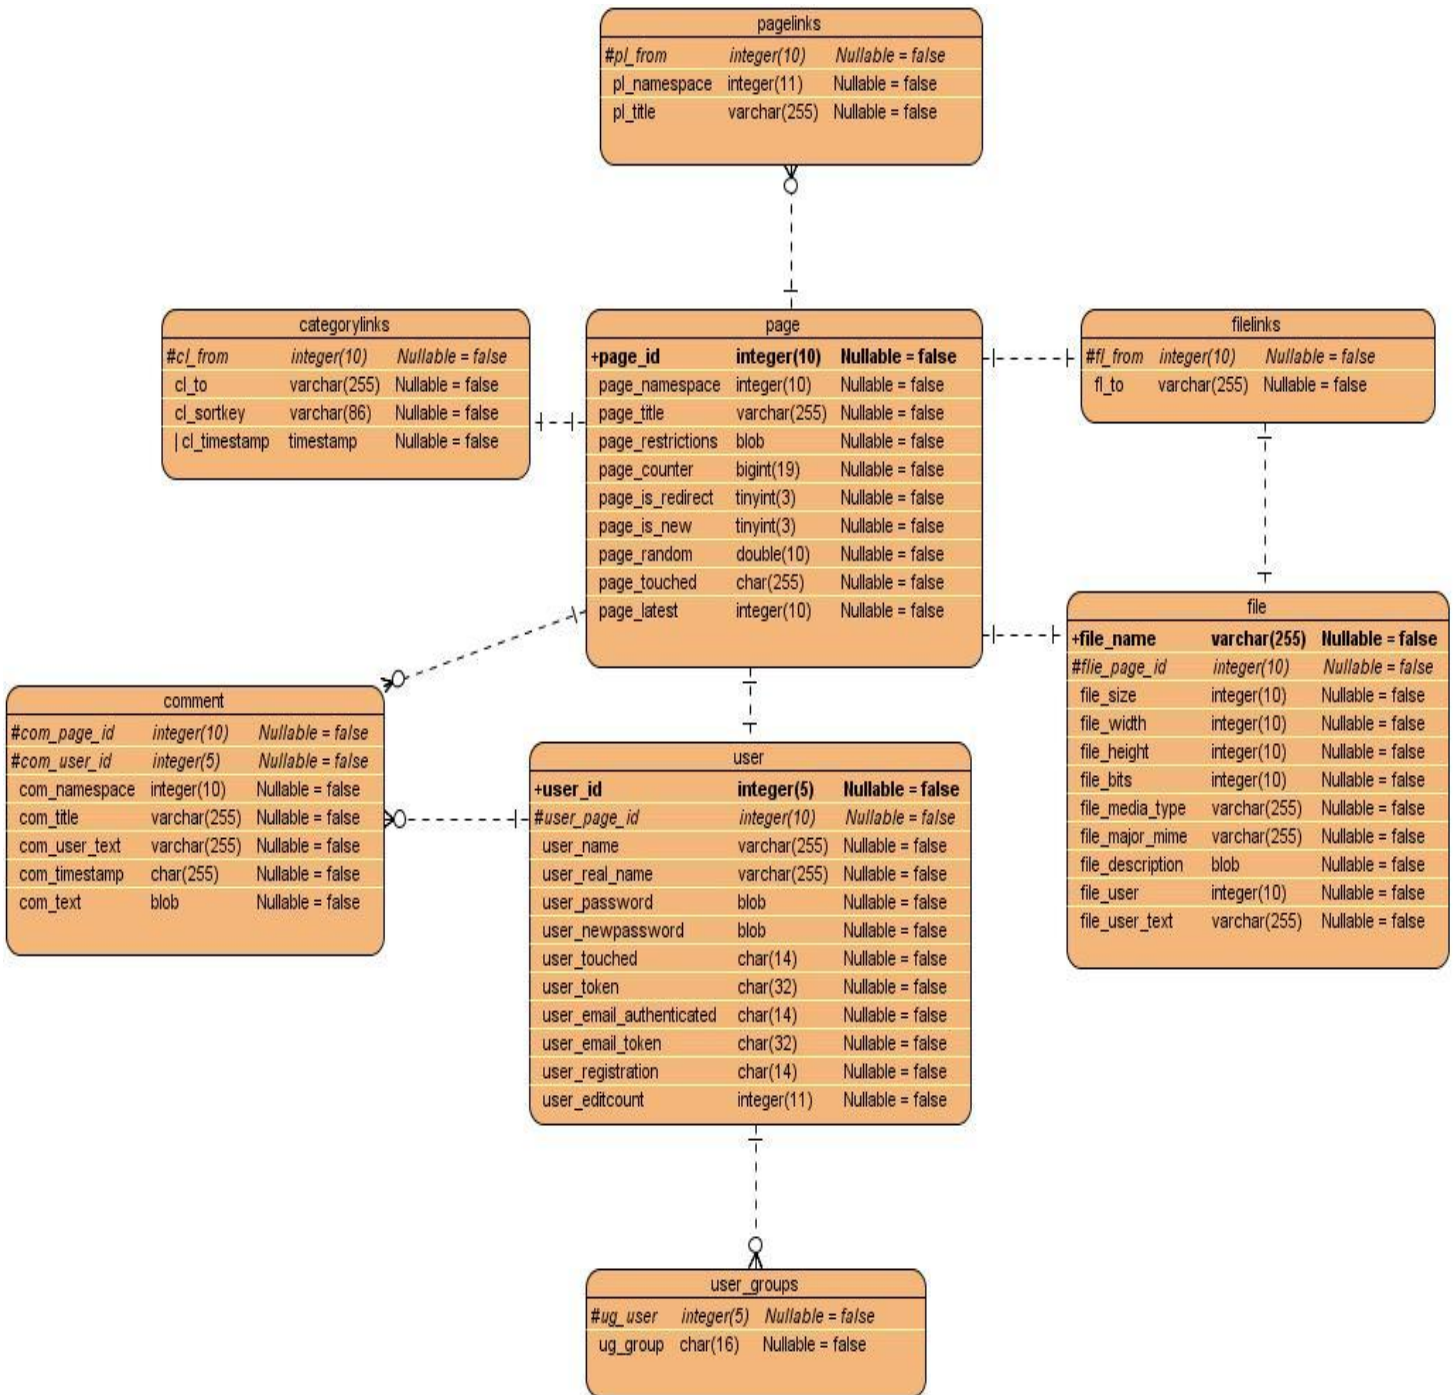 pagelinks
#pl_from integer(10) Nullable = false
pl_namespace integer(11) Nullable = false
pl_title varchar(255) Nullable = false
categorylinks
#cl_from integer(10) Nullable = false
cl_to varchar(255) Nullable = false
cl_sortkey varchar(86) Nullable = false
| cl_timestamp timestamp Nullable = false
page
+page_id integer(10) Nullable = false
page_namespace integer(10) Nullable = false
page_title varchar(255) Nullable = false
page_restrictions blob Nullable = false
page_counter bigint(19) Nullable = false
page_is_redirect tinyint(3) Nullable = false
page_is_new tinyint(3) Nullable = false
page_random double(10) Nullable = false
page_touched char(255) Nullable = false
page_latest integer(10) Nullable = false
filelinks
#fl_from integer(10) Nullable = false
fl_to varchar(255) Nullable = false
file
+file_name varchar(255) Nullable = false
#flie_page_id integer(10) Nullable = false
file_size integer(10) Nullable = false
file_width integer(10) Nullable = false
file_height integer(10) Nullable = false
file_bits integer(10) Nullable = false
file_media_type varchar(255) Nullable = false
file_major_mime varchar(255) Nullable = false
file_description blob Nullable = false
file_user integer(10) Nullable = false
file_user_text varchar(255) Nullable = false
comment
#com_page_id integer(10) Nullable = false
#com_user_id integer(5) Nullable = false
com_namespace integer(10) Nullable = false
com_title varchar(255) Nullable = false
com_user_text varchar(255) Nullable = false
com_timestamp char(255) Nullable = false
com_text blob Nullable = false
user
+user_id integer(5) Nullable = false
#user_page_id integer(10) Nullable = false
user_name varchar(255) Nullable = false
user_real_name varchar(255) Nullable = false
user_password blob Nullable = false
user_newpassword blob Nullable = false
user_touched char(14) Nullable = false
user_token char(32) Nullable = false
user_email_authenticated char(14) Nullable = false
user_email_token char(32) Nullable = false
user_registration char(14) Nullable = false
user_editcount integer(11) Nullable = false
user_groups
#ug_user integer(5) Nullable = false
ug_group char(16) Nullable = false